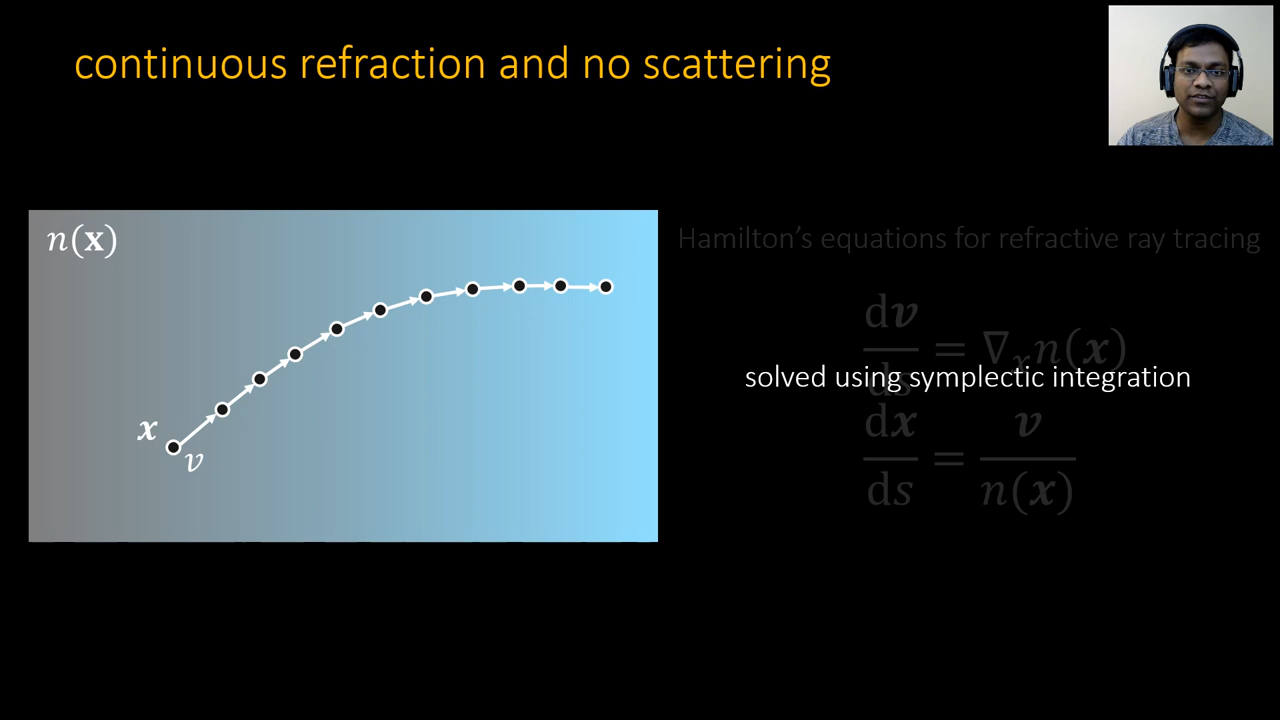 continuous refraction and no scattering
n(x)
x
v
Hamilton's equations for refractive ray tracing
dv/ds = ∇ₓn(x)
solved using symplectic integration
dx/ds = v/n(x)